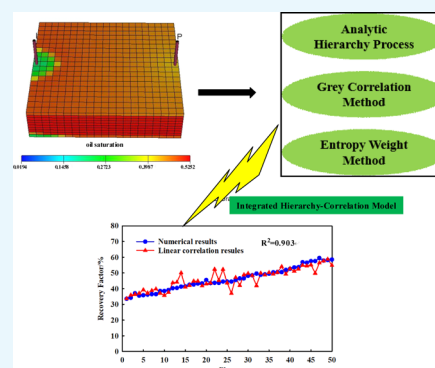 I
P
oil saturation
0.0196 0.1458 0.2723 0.3987 0.5252
Analytic
Hierarchy Process
Grey Correlation
Method
Entropy Weight
Method
Integrated Hierarchy-Correlation Model
Numerical results
Linear correlation resules
R²=0.903
Recovery Factor/%
80
70
60
50
40
30
20
10
0
0 5 10 15 20 25 30 35 40 45 50